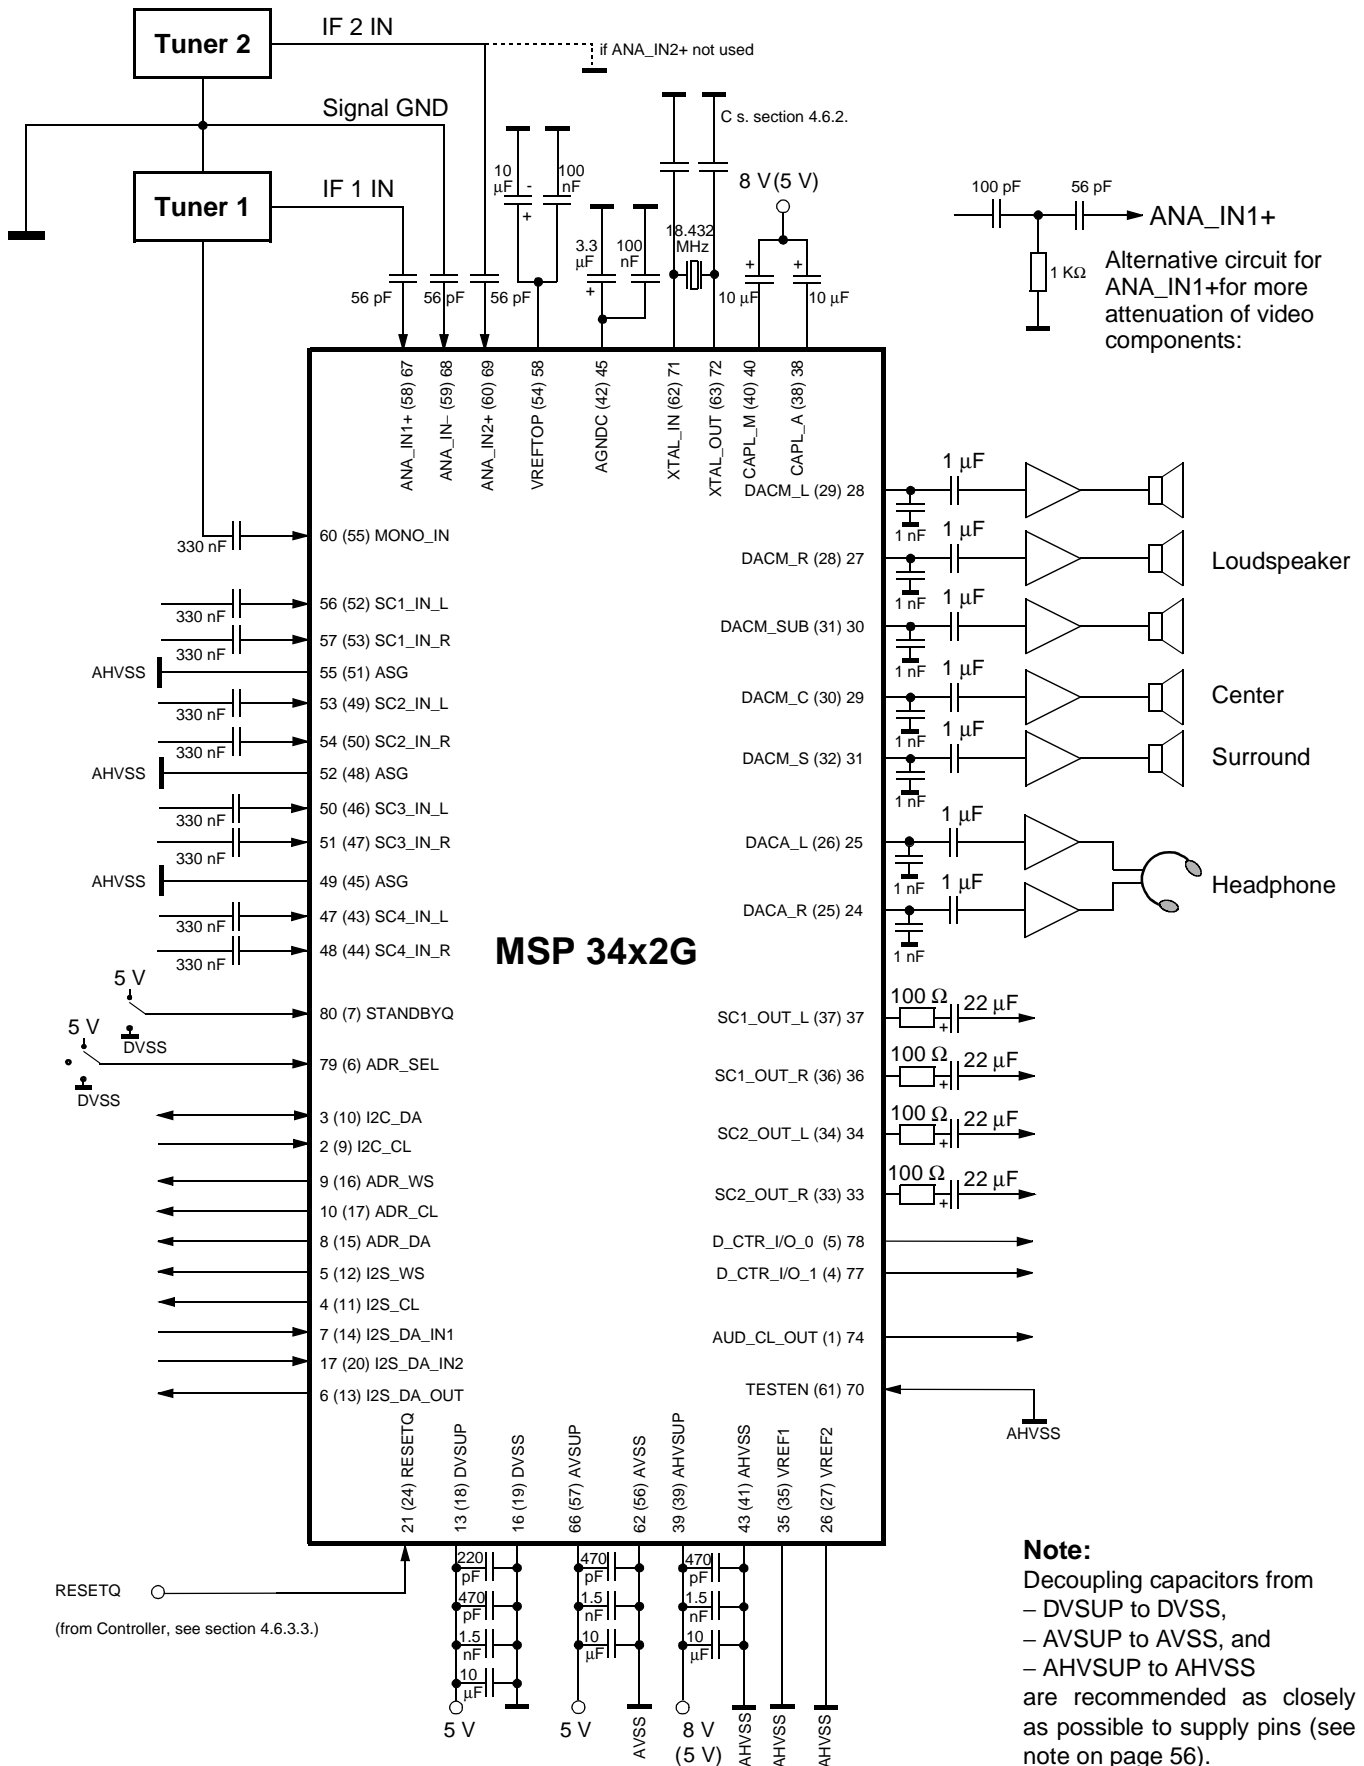 Tuner 2
IF 2 IN
if ANA_IN2+ not used
Signal GND
C s. section 4.6.2.
Tuner 1
IF 1 IN
10 µF
-
+
100 nF
3.3 µF
+
100 nF
18.432 MHz
8 V (5 V)
+
+
10 µF
10 µF
56 pF
56 pF
56 pF
100 pF
56 pF
ANA_IN1+
1 KΩ
Alternative circuit for
ANA_IN1+for more
attenuation of video
components:
ANA_IN1+ (58) 67
ANA_IN− (59) 68
ANA_IN2+ (60) 69
VREFTOP (54) 58
AGNDC (42) 45
XTAL_IN (62) 71
XTAL_OUT (63) 72
CAPL_M (40) 40
CAPL_A (38) 38
330 nF
60 (55) MONO_IN
330 nF
56 (52) SC1_IN_L
330 nF
57 (53) SC1_IN_R
AHVSS
55 (51) ASG
330 nF
53 (49) SC2_IN_L
330 nF
54 (50) SC2_IN_R
AHVSS
52 (48) ASG
330 nF
50 (46) SC3_IN_L
330 nF
51 (47) SC3_IN_R
AHVSS
49 (45) ASG
330 nF
47 (43) SC4_IN_L
330 nF
48 (44) SC4_IN_R
5 V
DVSS
80 (7) STANDBYQ
5 V
DVSS
79 (6) ADR_SEL
3 (10) I2C_DA
2 (9) I2C_CL
9 (16) ADR_WS
10 (17) ADR_CL
8 (15) ADR_DA
5 (12) I2S_WS
4 (11) I2S_CL
7 (14) I2S_DA_IN1
17 (20) I2S_DA_IN2
6 (13) I2S_DA_OUT
MSP 34x2G
DACM_L (29) 28
1 nF
1 µF
DACM_R (28) 27
1 nF
1 µF
Loudspeaker
DACM_SUB (31) 30
1 nF
1 µF
DACM_C (30) 29
1 nF
1 µF
Center
DACM_S (32) 31
1 nF
1 µF
Surround
DACA_L (26) 25
1 nF
1 µF
DACA_R (25) 24
1 nF
1 µF
Headphone
SC1_OUT_L (37) 37
100 Ω
+
22 µF
SC1_OUT_R (36) 36
100 Ω
+
22 µF
SC2_OUT_L (34) 34
100 Ω
+
22 µF
SC2_OUT_R (33) 33
100 Ω
+
22 µF
D_CTR_I/O_0 (5) 78
D_CTR_I/O_1 (4) 77
AUD_CL_OUT (1) 74
TESTEN (61) 70
AHVSS
21 (24) RESETQ
13 (18) DVSUP
16 (19) DVSS
66 (57) AVSUP
62 (56) AVSS
39 (39) AHVSUP
43 (41) AHVSS
35 (35) VREF1
26 (27) VREF2
RESETQ
(from Controller, see section 4.6.3.3.)
220 pF
470 pF
1.5 nF
10 µF
5 V
470 pF
1.5 nF
10 µF
5 V
AVSS
470 pF
1.5 nF
10 µF
8 V
(5 V)
AHVSS
AHVSS
AHVSS
Note:
Decoupling capacitors from
− DVSUP to DVSS,
− AVSUP to AVSS, and
− AHVSUP to AHVSS
are recommended as closely
as possible to supply pins (see
note on page 56).